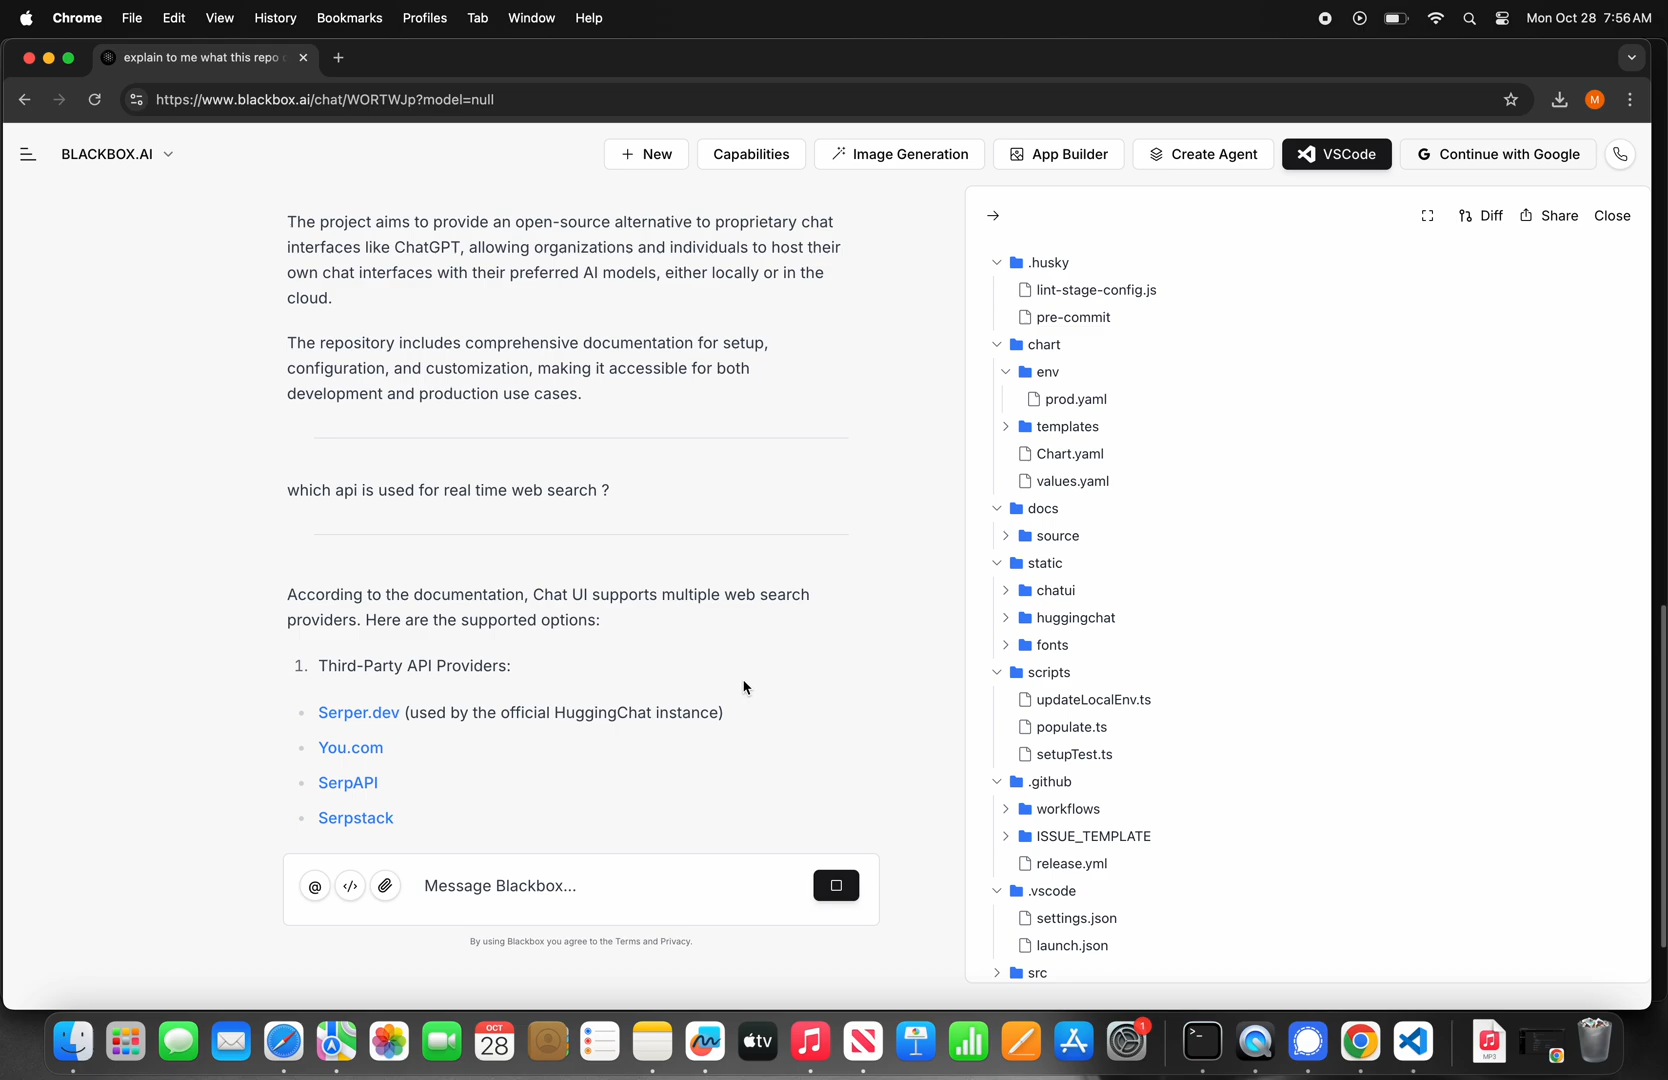 Chrome File Edit View History Bookmarks Profiles Tab Window Help Mon Oct 28 7:56 AM
explain to me what this repo
https://www.blackbox.ai/chat/WORTWJp?model=null
M
BLACKBOX.AI
New
Capabilities
Image Generation
App Builder
Create Agent
VSCode
G Continue with Google
The project aims to provide an open-source alternative to proprietary chat
interfaces like ChatGPT, allowing organizations and individuals to host their
own chat interfaces with their preferred AI models, either locally or in the
cloud.
The repository includes comprehensive documentation for setup,
configuration, and customization, making it accessible for both
development and production use cases.
which api is used for real time web search ?
According to the documentation, Chat UI supports multiple web search
providers. Here are the supported options:
1. Third-Party API Providers:
• Serper.dev (used by the official HuggingChat instance)
• You.com
• SerpAPI
• Serpstack
@ </> Message Blackbox...
By using Blackbox you agree to the Terms and Privacy.
Diff Share Close
.husky
lint-stage-config.js
pre-commit
chart
env
prod.yaml
templates
Chart.yaml
values.yaml
docs
source
static
chatui
huggingchat
fonts
scripts
updateLocalEnv.ts
populate.ts
setupTest.ts
.github
workflows
ISSUE_TEMPLATE
release.yml
.vscode
settings.json
launch.json
src
OCT
28
tv
1
MP3